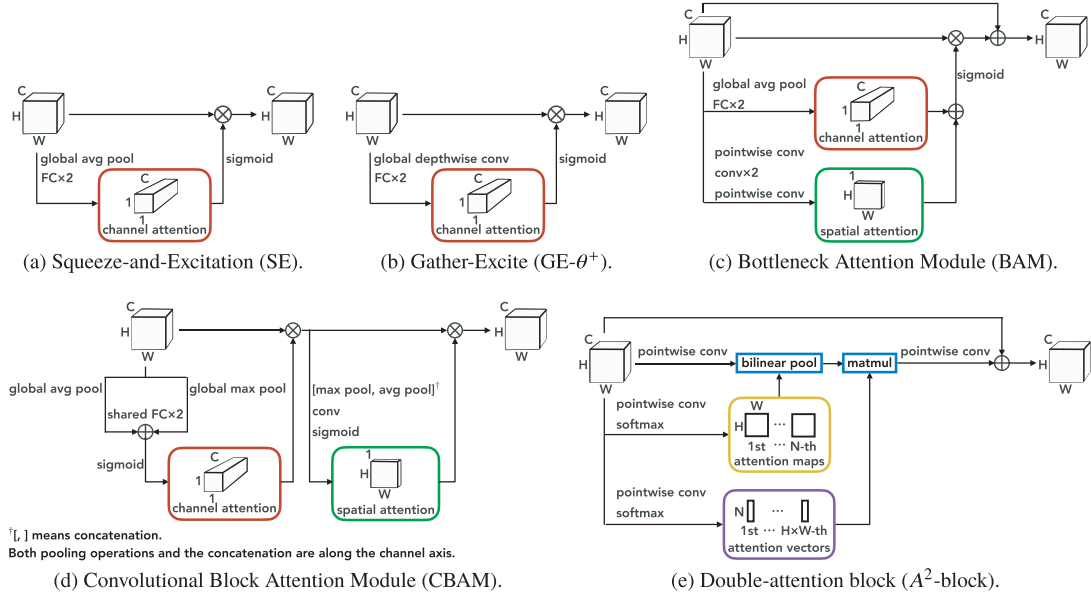 C
H
W
global avg pool
FC×2
C
1
1
channel attention
sigmoid
C
H
W
(a) Squeeze-and-Excitation (SE).
C
H
W
global depthwise conv
FC×2
C
1
1
channel attention
sigmoid
C
H
W
(b) Gather-Excite (GE-θ⁺).
C
H
W
global avg pool
FC×2
C
1
1
channel attention
pointwise conv
conv×2
pointwise conv
1
H
W
spatial attention
sigmoid
C
H
W
(c) Bottleneck Attention Module (BAM).
C
H
W
global avg pool
global max pool
shared FC×2
sigmoid
C
1
1
channel attention
[max pool, avg pool]†
conv
sigmoid
1
H
W
spatial attention
C
H
W
†[, ] means concatenation.
Both pooling operations and the concatenation are along the channel axis.
(d) Convolutional Block Attention Module (CBAM).
C
H
W
pointwise conv
bilinear pool
matmul
pointwise conv
pointwise conv
softmax
W
H
...
1st ... N-th
attention maps
pointwise conv
softmax
N
...
1st ... H×W-th
attention vectors
C
H
W
(e) Double-attention block (A²-block).